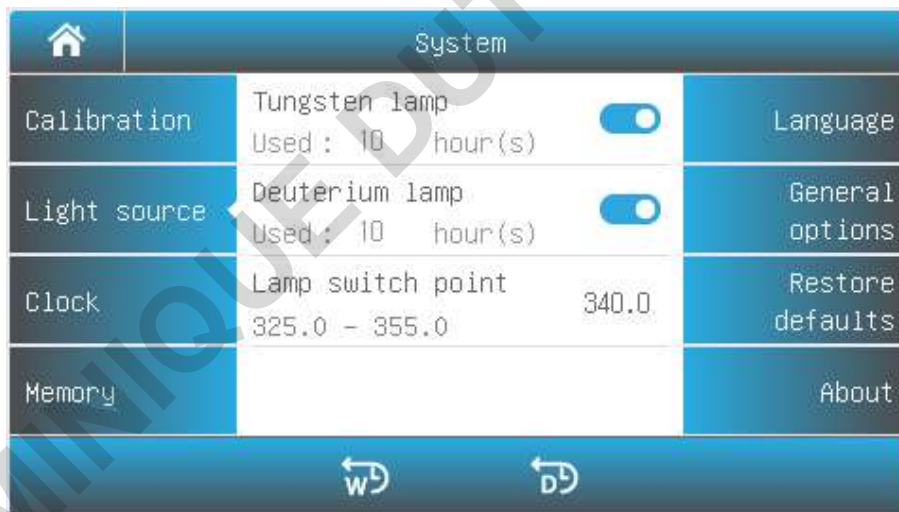 System
Calibration
Light source
Clock
Memory
Tungsten lamp
Used : 10 hour(s)
Deuterium lamp
Used : 10 hour(s)
Lamp switch point
325.0 - 355.0
340.0
Language
General
options
Restore
defaults
About
W
D